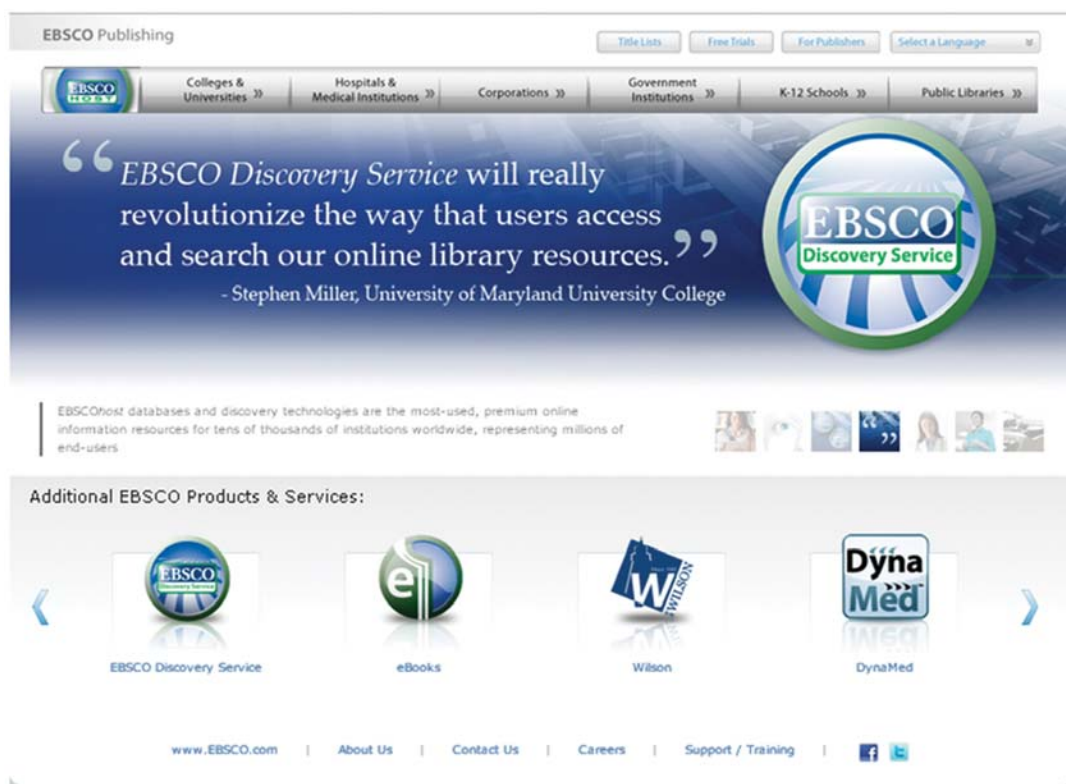 EBSCO Publishing
Title Lists
Free Trials
For Publishers
Select a Language
EBSCO
HOST
Colleges &
Universities »
Hospitals &
Medical Institutions »
Corporations »
Government
Institutions »
K-12 Schools »
Public Libraries »
“EBSCO Discovery Service will really
revolutionize the way that users access
and search our online library resources.”
- Stephen Miller, University of Maryland University College
EBSCO
Discovery Service
EBSCOhost databases and discovery technologies are the most-used, premium online
information resources for tens of thousands of institutions worldwide, representing millions of
end-users
“ ”
Additional EBSCO Products & Services:
EBSCO
Discovery Service
e
W
WILSON
Dyna
Med
EBSCO Discovery Service
eBooks
Wilson
DynaMed
www.EBSCO.com | About Us | Contact Us | Careers | Support / Training |
f
t